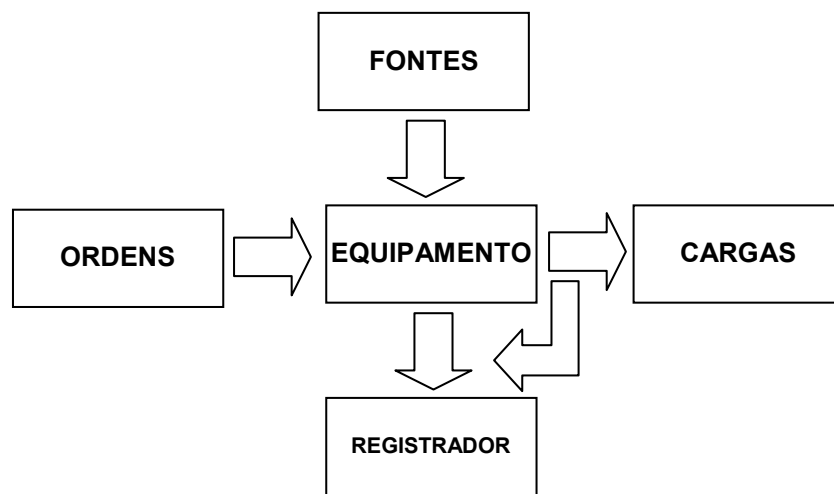 FONTES
ORDENS
EQUIPAMENTO
CARGAS
REGISTRADOR